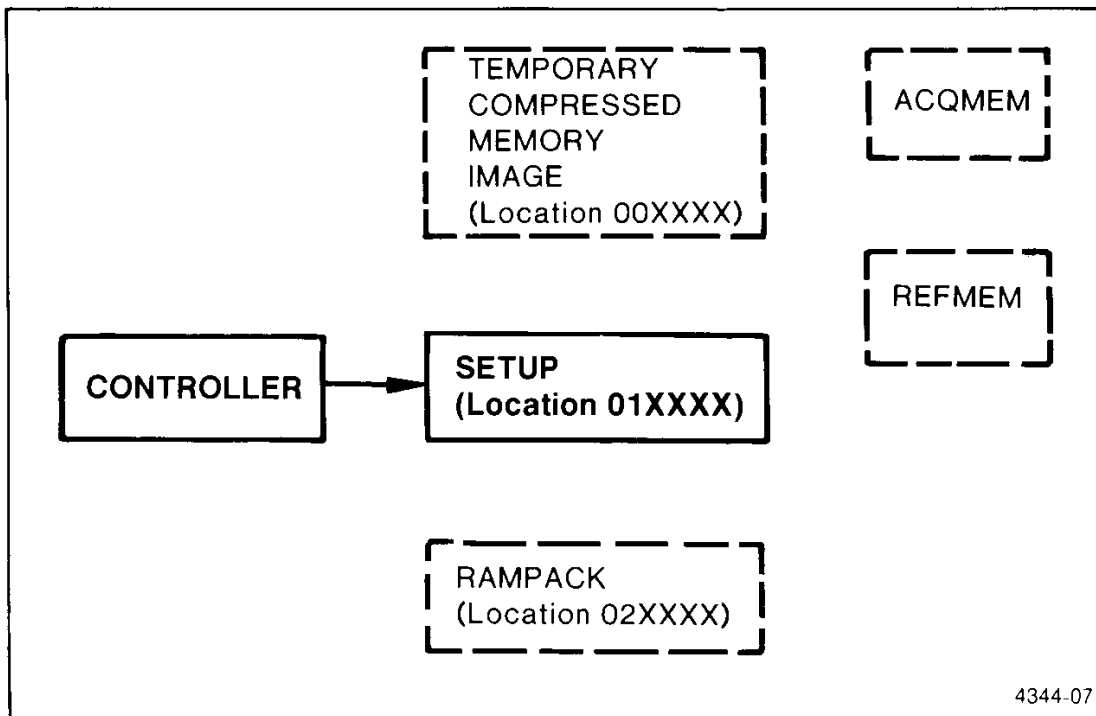 TEMPORARY
COMPRESSED
MEMORY
IMAGE
(Location 00XXXX)
ACQMEM
REFMEM
CONTROLLER
SETUP
(Location 01XXXX)
RAMPACK
(Location 02XXXX)
4344-07